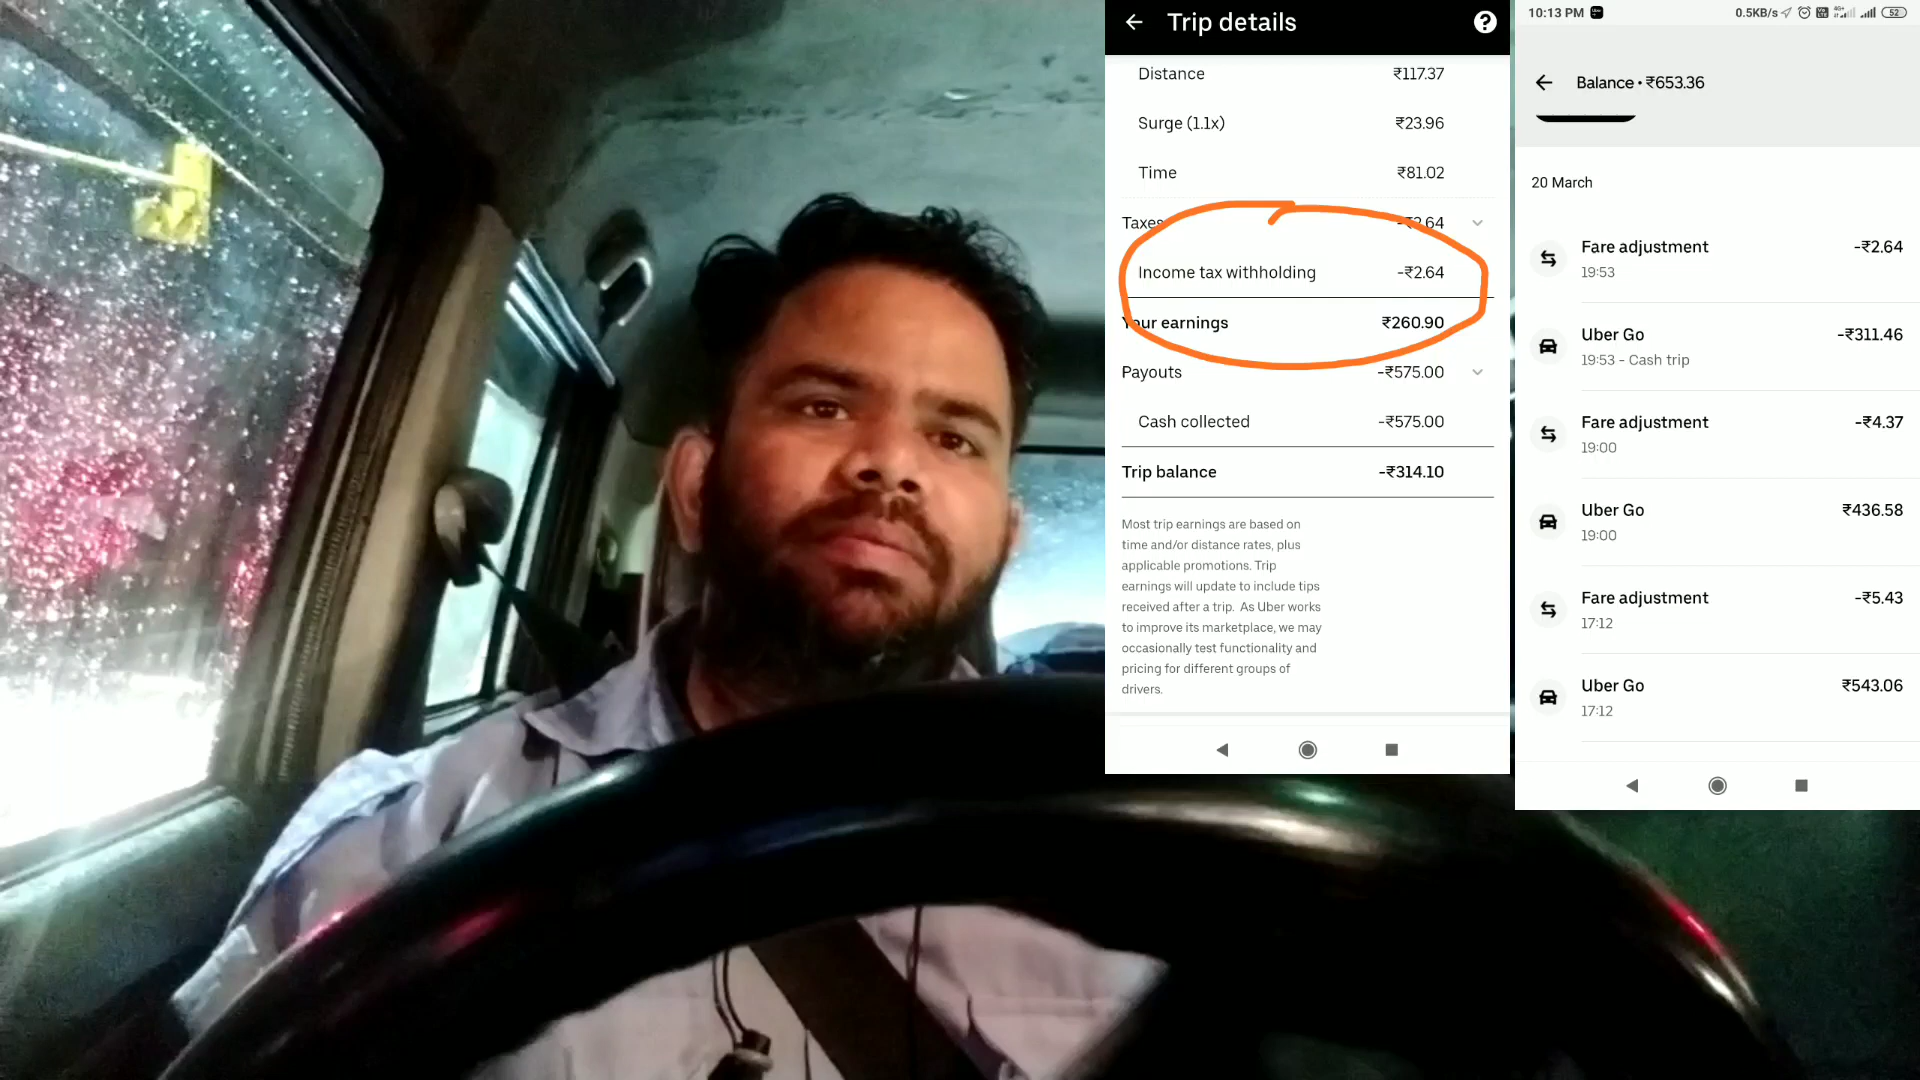 Trip details
Distance ₹117.37
Surge (1.1x) ₹23.96
Time ₹81.02
Taxes -₹2.64
Income tax withholding -₹2.64
Your earnings ₹260.90
Payouts -₹575.00
Cash collected -₹575.00
Trip balance -₹314.10
Most trip earnings are based on
time and/or distance rates, plus
applicable promotions. Trip
earnings will update to include tips
received after a trip. As Uber works
to improve its marketplace, we may
occasionally test functionality and
pricing for different groups of
drivers.
10:13 PM 0.5KB/s 4G+ 52
Balance • ₹653.36
20 March
Fare adjustment -₹2.64
19:53
Uber Go -₹311.46
19:53 - Cash trip
Fare adjustment -₹4.37
19:00
Uber Go ₹436.58
19:00
Fare adjustment -₹5.43
17:12
Uber Go ₹543.06
17:12